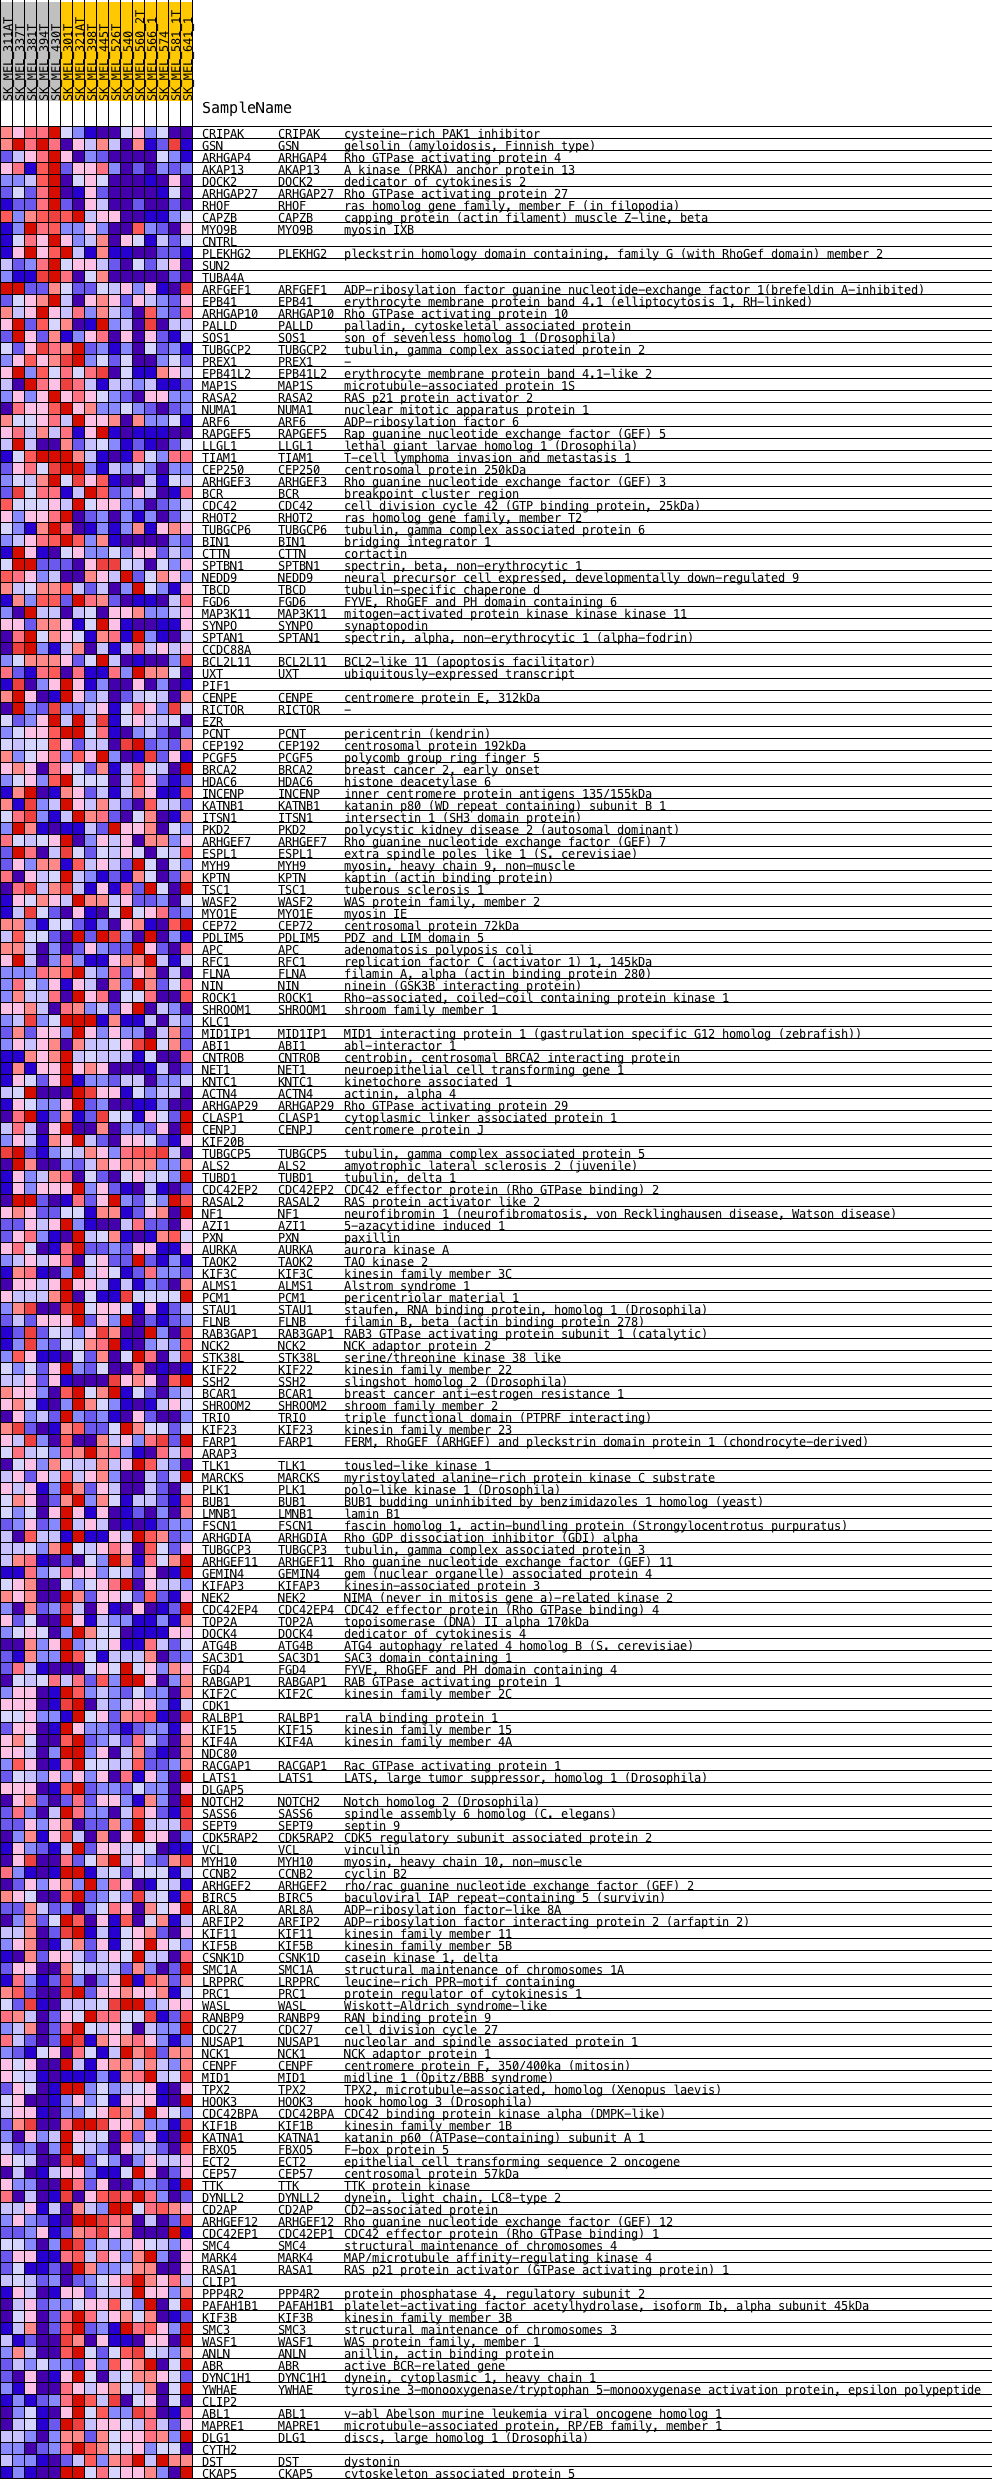 SK_MEL_311AT
SK_MEL_337T
SK_MEL_381T
SK_MEL_394T
SK_MEL_430T
SK_MEL_301T
SK_MEL_321AT
SK_MEL_398T
SK_MEL_445T
SK_MEL_526T
SK_MEL_540
SK_MEL_560_2T
SK_MEL_566_1
SK_MEL_574
SK_MEL_581_1T
SK_MEL_641_1
SampleName
CRIPAK CRIPAK cysteine-rich PAK1 inhibitor
GSN GSN gelsolin (amyloidosis, Finnish type)
ARHGAP4 ARHGAP4 Rho GTPase activating protein 4
AKAP13 AKAP13 A kinase (PRKA) anchor protein 13
DOCK2 DOCK2 dedicator of cytokinesis 2
ARHGAP27 ARHGAP27 Rho GTPase activating protein 27
RHOF RHOF ras homolog gene family, member F (in filopodia)
CAPZB CAPZB capping protein (actin filament) muscle Z-line, beta
MYO9B MYO9B myosin IXB
CNTRL
PLEKHG2 PLEKHG2 pleckstrin homology domain containing, family G (with RhoGef domain) member 2
SUN2
TUBA4A
ARFGEF1 ARFGEF1 ADP-ribosylation factor guanine nucleotide-exchange factor 1(brefeldin A-inhibited)
EPB41 EPB41 erythrocyte membrane protein band 4.1 (elliptocytosis 1, RH-linked)
ARHGAP10 ARHGAP10 Rho GTPase activating protein 10
PALLD PALLD palladin, cytoskeletal associated protein
SOS1 SOS1 son of sevenless homolog 1 (Drosophila)
TUBGCP2 TUBGCP2 tubulin, gamma complex associated protein 2
PREX1 PREX1 -
EPB41L2 EPB41L2 erythrocyte membrane protein band 4.1-like 2
MAP1S MAP1S microtubule-associated protein 1S
RASA2 RASA2 RAS p21 protein activator 2
NUMA1 NUMA1 nuclear mitotic apparatus protein 1
ARF6 ARF6 ADP-ribosylation factor 6
RAPGEF5 RAPGEF5 Rap guanine nucleotide exchange factor (GEF) 5
LLGL1 LLGL1 lethal giant larvae homolog 1 (Drosophila)
TIAM1 TIAM1 T-cell lymphoma invasion and metastasis 1
CEP250 CEP250 centrosomal protein 250kDa
ARHGEF3 ARHGEF3 Rho guanine nucleotide exchange factor (GEF) 3
BCR BCR breakpoint cluster region
CDC42 CDC42 cell division cycle 42 (GTP binding protein, 25kDa)
RHOT2 RHOT2 ras homolog gene family, member T2
TUBGCP6 TUBGCP6 tubulin, gamma complex associated protein 6
BIN1 BIN1 bridging integrator 1
CTTN CTTN cortactin
SPTBN1 SPTBN1 spectrin, beta, non-erythrocytic 1
NEDD9 NEDD9 neural precursor cell expressed, developmentally down-regulated 9
TBCD TBCD tubulin-specific chaperone d
FGD6 FGD6 FYVE, RhoGEF and PH domain containing 6
MAP3K11 MAP3K11 mitogen-activated protein kinase kinase kinase 11
SYNPO SYNPO synaptopodin
SPTAN1 SPTAN1 spectrin, alpha, non-erythrocytic 1 (alpha-fodrin)
CCDC88A
BCL2L11 BCL2L11 BCL2-like 11 (apoptosis facilitator)
UXT UXT ubiquitously-expressed transcript
PIF1
CENPE CENPE centromere protein E, 312kDa
RICTOR RICTOR -
EZR
PCNT PCNT pericentrin (kendrin)
CEP192 CEP192 centrosomal protein 192kDa
PCGF5 PCGF5 polycomb group ring finger 5
BRCA2 BRCA2 breast cancer 2, early onset
HDAC6 HDAC6 histone deacetylase 6
INCENP INCENP inner centromere protein antigens 135/155kDa
KATNB1 KATNB1 katanin p80 (WD repeat containing) subunit B 1
ITSN1 ITSN1 intersectin 1 (SH3 domain protein)
PKD2 PKD2 polycystic kidney disease 2 (autosomal dominant)
ARHGEF7 ARHGEF7 Rho guanine nucleotide exchange factor (GEF) 7
ESPL1 ESPL1 extra spindle poles like 1 (S. cerevisiae)
MYH9 MYH9 myosin, heavy chain 9, non-muscle
KPTN KPTN kaptin (actin binding protein)
TSC1 TSC1 tuberous sclerosis 1
WASF2 WASF2 WAS protein family, member 2
MYO1E MYO1E myosin IE
CEP72 CEP72 centrosomal protein 72kDa
PDLIM5 PDLIM5 PDZ and LIM domain 5
APC APC adenomatosis polyposis coli
RFC1 RFC1 replication factor C (activator 1) 1, 145kDa
FLNA FLNA filamin A, alpha (actin binding protein 280)
NIN NIN ninein (GSK3B interacting protein)
ROCK1 ROCK1 Rho-associated, coiled-coil containing protein kinase 1
SHROOM1 SHROOM1 shroom family member 1
KLC1
MID1IP1 MID1IP1 MID1 interacting protein 1 (gastrulation specific G12 homolog (zebrafish))
ABI1 ABI1 abl-interactor 1
CNTROB CNTROB centrobin, centrosomal BRCA2 interacting protein
NET1 NET1 neuroepithelial cell transforming gene 1
KNTC1 KNTC1 kinetochore associated 1
ACTN4 ACTN4 actinin, alpha 4
ARHGAP29 ARHGAP29 Rho GTPase activating protein 29
CLASP1 CLASP1 cytoplasmic linker associated protein 1
CENPJ CENPJ centromere protein J
KIF20B
TUBGCP5 TUBGCP5 tubulin, gamma complex associated protein 5
ALS2 ALS2 amyotrophic lateral sclerosis 2 (juvenile)
TUBD1 TUBD1 tubulin, delta 1
CDC42EP2 CDC42EP2 CDC42 effector protein (Rho GTPase binding) 2
RASAL2 RASAL2 RAS protein activator like 2
NF1 NF1 neurofibromin 1 (neurofibromatosis, von Recklinghausen disease, Watson disease)
AZI1 AZI1 5-azacytidine induced 1
PXN PXN paxillin
AURKA AURKA aurora kinase A
TAOK2 TAOK2 TAO kinase 2
KIF3C KIF3C kinesin family member 3C
ALMS1 ALMS1 Alstrom syndrome 1
PCM1 PCM1 pericentriolar material 1
STAU1 STAU1 staufen, RNA binding protein, homolog 1 (Drosophila)
FLNB FLNB filamin B, beta (actin binding protein 278)
RAB3GAP1 RAB3GAP1 RAB3 GTPase activating protein subunit 1 (catalytic)
NCK2 NCK2 NCK adaptor protein 2
STK38L STK38L serine/threonine kinase 38 like
KIF22 KIF22 kinesin family member 22
SSH2 SSH2 slingshot homolog 2 (Drosophila)
BCAR1 BCAR1 breast cancer anti-estrogen resistance 1
SHROOM2 SHROOM2 shroom family member 2
TRIO TRIO triple functional domain (PTPRF interacting)
KIF23 KIF23 kinesin family member 23
FARP1 FARP1 FERM, RhoGEF (ARHGEF) and pleckstrin domain protein 1 (chondrocyte-derived)
ARAP3
TLK1 TLK1 tousled-like kinase 1
MARCKS MARCKS myristoylated alanine-rich protein kinase C substrate
PLK1 PLK1 polo-like kinase 1 (Drosophila)
BUB1 BUB1 BUB1 budding uninhibited by benzimidazoles 1 homolog (yeast)
LMNB1 LMNB1 lamin B1
FSCN1 FSCN1 fascin homolog 1, actin-bundling protein (Strongylocentrotus purpuratus)
ARHGDIA ARHGDIA Rho GDP dissociation inhibitor (GDI) alpha
TUBGCP3 TUBGCP3 tubulin, gamma complex associated protein 3
ARHGEF11 ARHGEF11 Rho guanine nucleotide exchange factor (GEF) 11
GEMIN4 GEMIN4 gem (nuclear organelle) associated protein 4
KIFAP3 KIFAP3 kinesin-associated protein 3
NEK2 NEK2 NIMA (never in mitosis gene a)-related kinase 2
CDC42EP4 CDC42EP4 CDC42 effector protein (Rho GTPase binding) 4
TOP2A TOP2A topoisomerase (DNA) II alpha 170kDa
DOCK4 DOCK4 dedicator of cytokinesis 4
ATG4B ATG4B ATG4 autophagy related 4 homolog B (S. cerevisiae)
SAC3D1 SAC3D1 SAC3 domain containing 1
FGD4 FGD4 FYVE, RhoGEF and PH domain containing 4
RABGAP1 RABGAP1 RAB GTPase activating protein 1
KIF2C KIF2C kinesin family member 2C
CDK1
RALBP1 RALBP1 ralA binding protein 1
KIF15 KIF15 kinesin family member 15
KIF4A KIF4A kinesin family member 4A
NDC80
RACGAP1 RACGAP1 Rac GTPase activating protein 1
LATS1 LATS1 LATS, large tumor suppressor, homolog 1 (Drosophila)
DLGAP5
NOTCH2 NOTCH2 Notch homolog 2 (Drosophila)
SASS6 SASS6 spindle assembly 6 homolog (C. elegans)
SEPT9 SEPT9 septin 9
CDK5RAP2 CDK5RAP2 CDK5 regulatory subunit associated protein 2
VCL VCL vinculin
MYH10 MYH10 myosin, heavy chain 10, non-muscle
CCNB2 CCNB2 cyclin B2
ARHGEF2 ARHGEF2 rho/rac guanine nucleotide exchange factor (GEF) 2
BIRC5 BIRC5 baculoviral IAP repeat-containing 5 (survivin)
ARL8A ARL8A ADP-ribosylation factor-like 8A
ARFIP2 ARFIP2 ADP-ribosylation factor interacting protein 2 (arfaptin 2)
KIF11 KIF11 kinesin family member 11
KIF5B KIF5B kinesin family member 5B
CSNK1D CSNK1D casein kinase 1, delta
SMC1A SMC1A structural maintenance of chromosomes 1A
LRPPRC LRPPRC leucine-rich PPR-motif containing
PRC1 PRC1 protein regulator of cytokinesis 1
WASL WASL Wiskott-Aldrich syndrome-like
RANBP9 RANBP9 RAN binding protein 9
CDC27 CDC27 cell division cycle 27
NUSAP1 NUSAP1 nucleolar and spindle associated protein 1
NCK1 NCK1 NCK adaptor protein 1
CENPF CENPF centromere protein F, 350/400ka (mitosin)
MID1 MID1 midline 1 (Opitz/BBB syndrome)
TPX2 TPX2 TPX2, microtubule-associated, homolog (Xenopus laevis)
HOOK3 HOOK3 hook homolog 3 (Drosophila)
CDC42BPA CDC42BPA CDC42 binding protein kinase alpha (DMPK-like)
KIF1B KIF1B kinesin family member 1B
KATNA1 KATNA1 katanin p60 (ATPase-containing) subunit A 1
FBXO5 FBXO5 F-box protein 5
ECT2 ECT2 epithelial cell transforming sequence 2 oncogene
CEP57 CEP57 centrosomal protein 57kDa
TTK TTK TTK protein kinase
DYNLL2 DYNLL2 dynein, light chain, LC8-type 2
CD2AP CD2AP CD2-associated protein
ARHGEF12 ARHGEF12 Rho guanine nucleotide exchange factor (GEF) 12
CDC42EP1 CDC42EP1 CDC42 effector protein (Rho GTPase binding) 1
SMC4 SMC4 structural maintenance of chromosomes 4
MARK4 MARK4 MAP/microtubule affinity-regulating kinase 4
RASA1 RASA1 RAS p21 protein activator (GTPase activating protein) 1
CLIP1
PPP4R2 PPP4R2 protein phosphatase 4, regulatory subunit 2
PAFAH1B1 PAFAH1B1 platelet-activating factor acetylhydrolase, isoform Ib, alpha subunit 45kDa
KIF3B KIF3B kinesin family member 3B
SMC3 SMC3 structural maintenance of chromosomes 3
WASF1 WASF1 WAS protein family, member 1
ANLN ANLN anillin, actin binding protein
ABR ABR active BCR-related gene
DYNC1H1 DYNC1H1 dynein, cytoplasmic 1, heavy chain 1
YWHAE YWHAE tyrosine 3-monooxygenase/tryptophan 5-monooxygenase activation protein, epsilon polypeptide
CLIP2
ABL1 ABL1 v-abl Abelson murine leukemia viral oncogene homolog 1
MAPRE1 MAPRE1 microtubule-associated protein, RP/EB family, member 1
DLG1 DLG1 discs, large homolog 1 (Drosophila)
CYTH2
DST DST dystonin
CKAP5 CKAP5 cytoskeleton associated protein 5